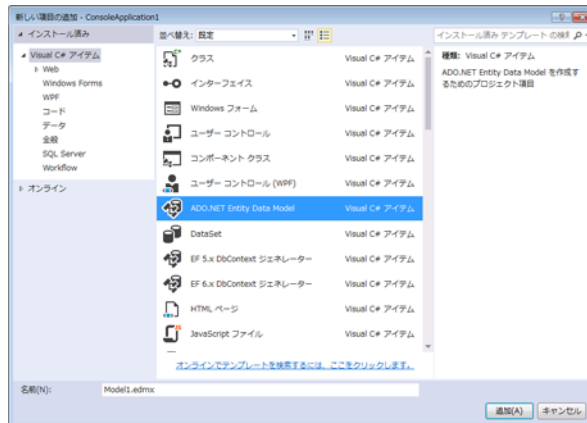 新しい項目の追加 - ConsoleApplication1
インストール済み
並べ替え: 既定
インストール済み テンプレート の検索
Visual C# アイテム
Web
Windows Forms
WPF
コード
データ
全般
SQL Server
Workflow
オンライン
クラス Visual C# アイテム
インターフェイス Visual C# アイテム
Windows フォーム Visual C# アイテム
ユーザー コントロール Visual C# アイテム
コンポーネント クラス Visual C# アイテム
ユーザー コントロール (WPF) Visual C# アイテム
ADO.NET Entity Data Model Visual C# アイテム
DataSet Visual C# アイテム
EF 5.x DbContext ジェネレーター Visual C# アイテム
EF 6.x DbContext ジェネレーター Visual C# アイテム
HTML ページ Visual C# アイテム
JavaScript ファイル Visual C# アイテム
オンラインでテンプレートを検索するには、ここをクリックします。
種類: Visual C# アイテム
ADO.NET Entity Data Model を作成す
るためのプロジェクト項目
名前(N): Model1.edmx
追加(A) キャンセル